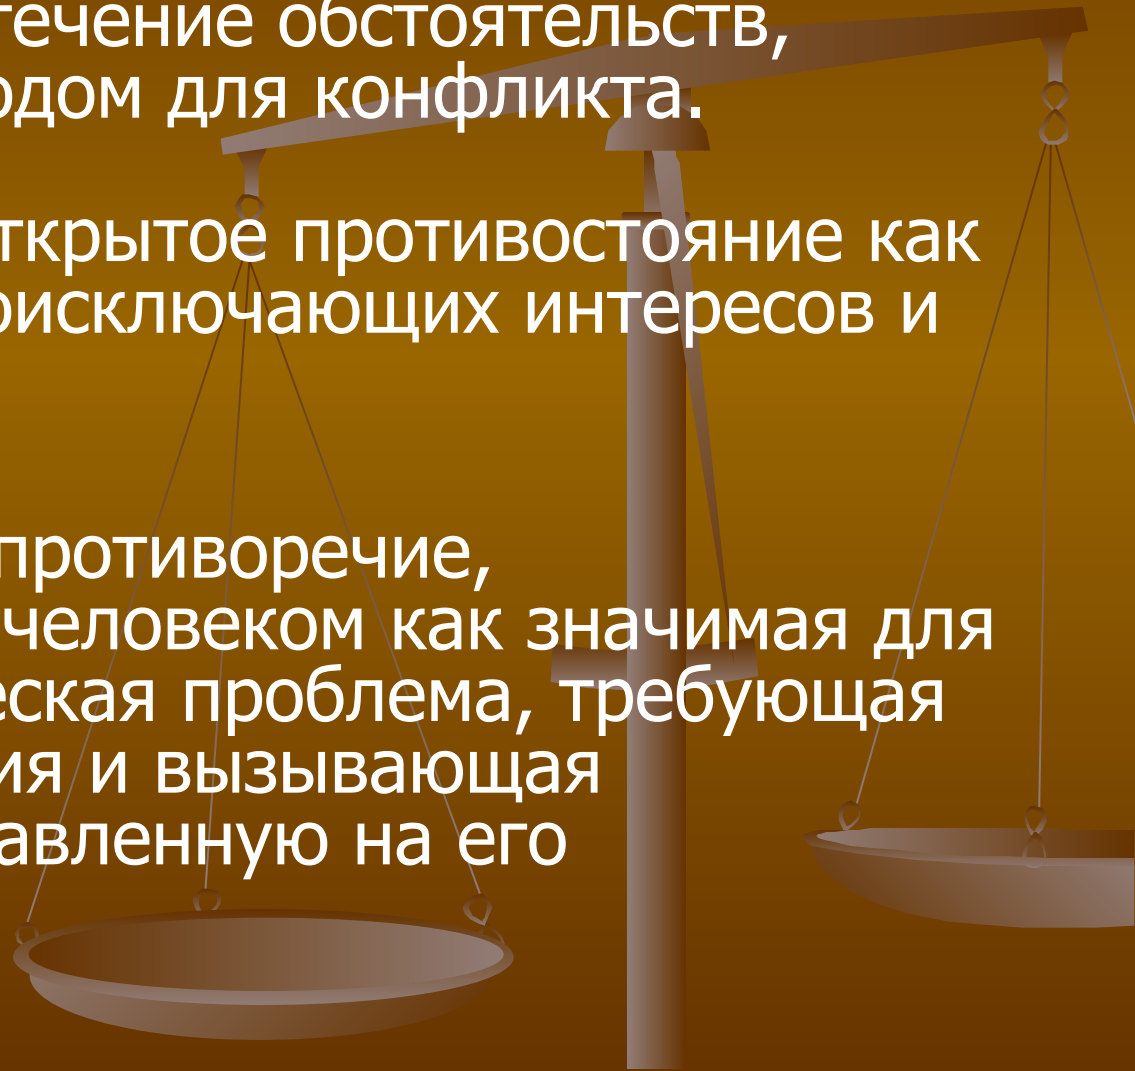 течение обстоятельств,
одом для конфликта.
ткрытое противостояние как
оисключающих интересов и
противоречие,
человеком как значимая для
еская проблема, требующая
ия и вызывающая
авленную на его